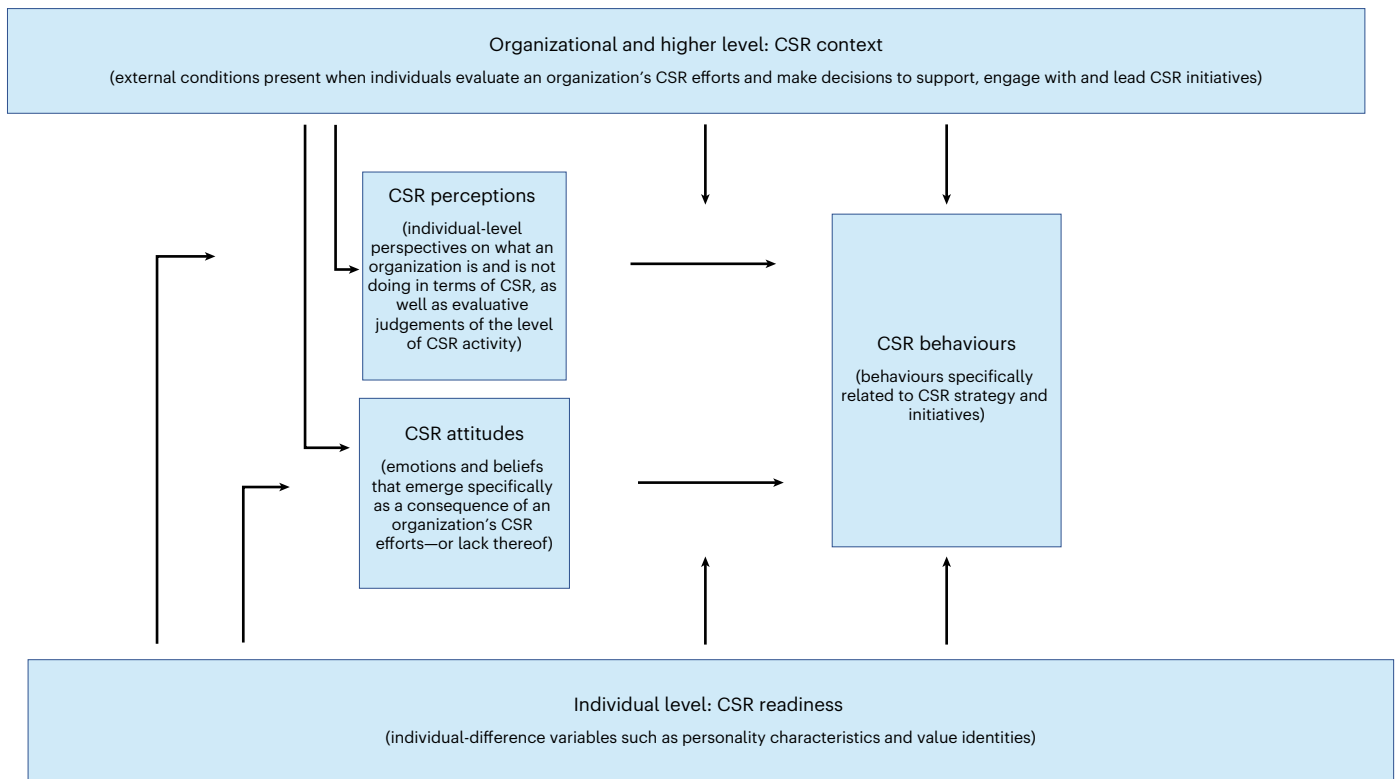 Organizational and higher level: CSR context
(external conditions present when individuals evaluate an organization’s CSR efforts and make decisions to support, engage with and lead CSR initiatives)
CSR perceptions
(individual-level
perspectives on what an
organization is and is not
doing in terms of CSR, as
well as evaluative
judgements of the level
of CSR activity)
CSR attitudes
(emotions and beliefs
that emerge specifically
as a consequence of an
organization’s CSR
efforts—or lack thereof)
CSR behaviours
(behaviours specifically
related to CSR strategy and
initiatives)
Individual level: CSR readiness
(individual-difference variables such as personality characteristics and value identities)